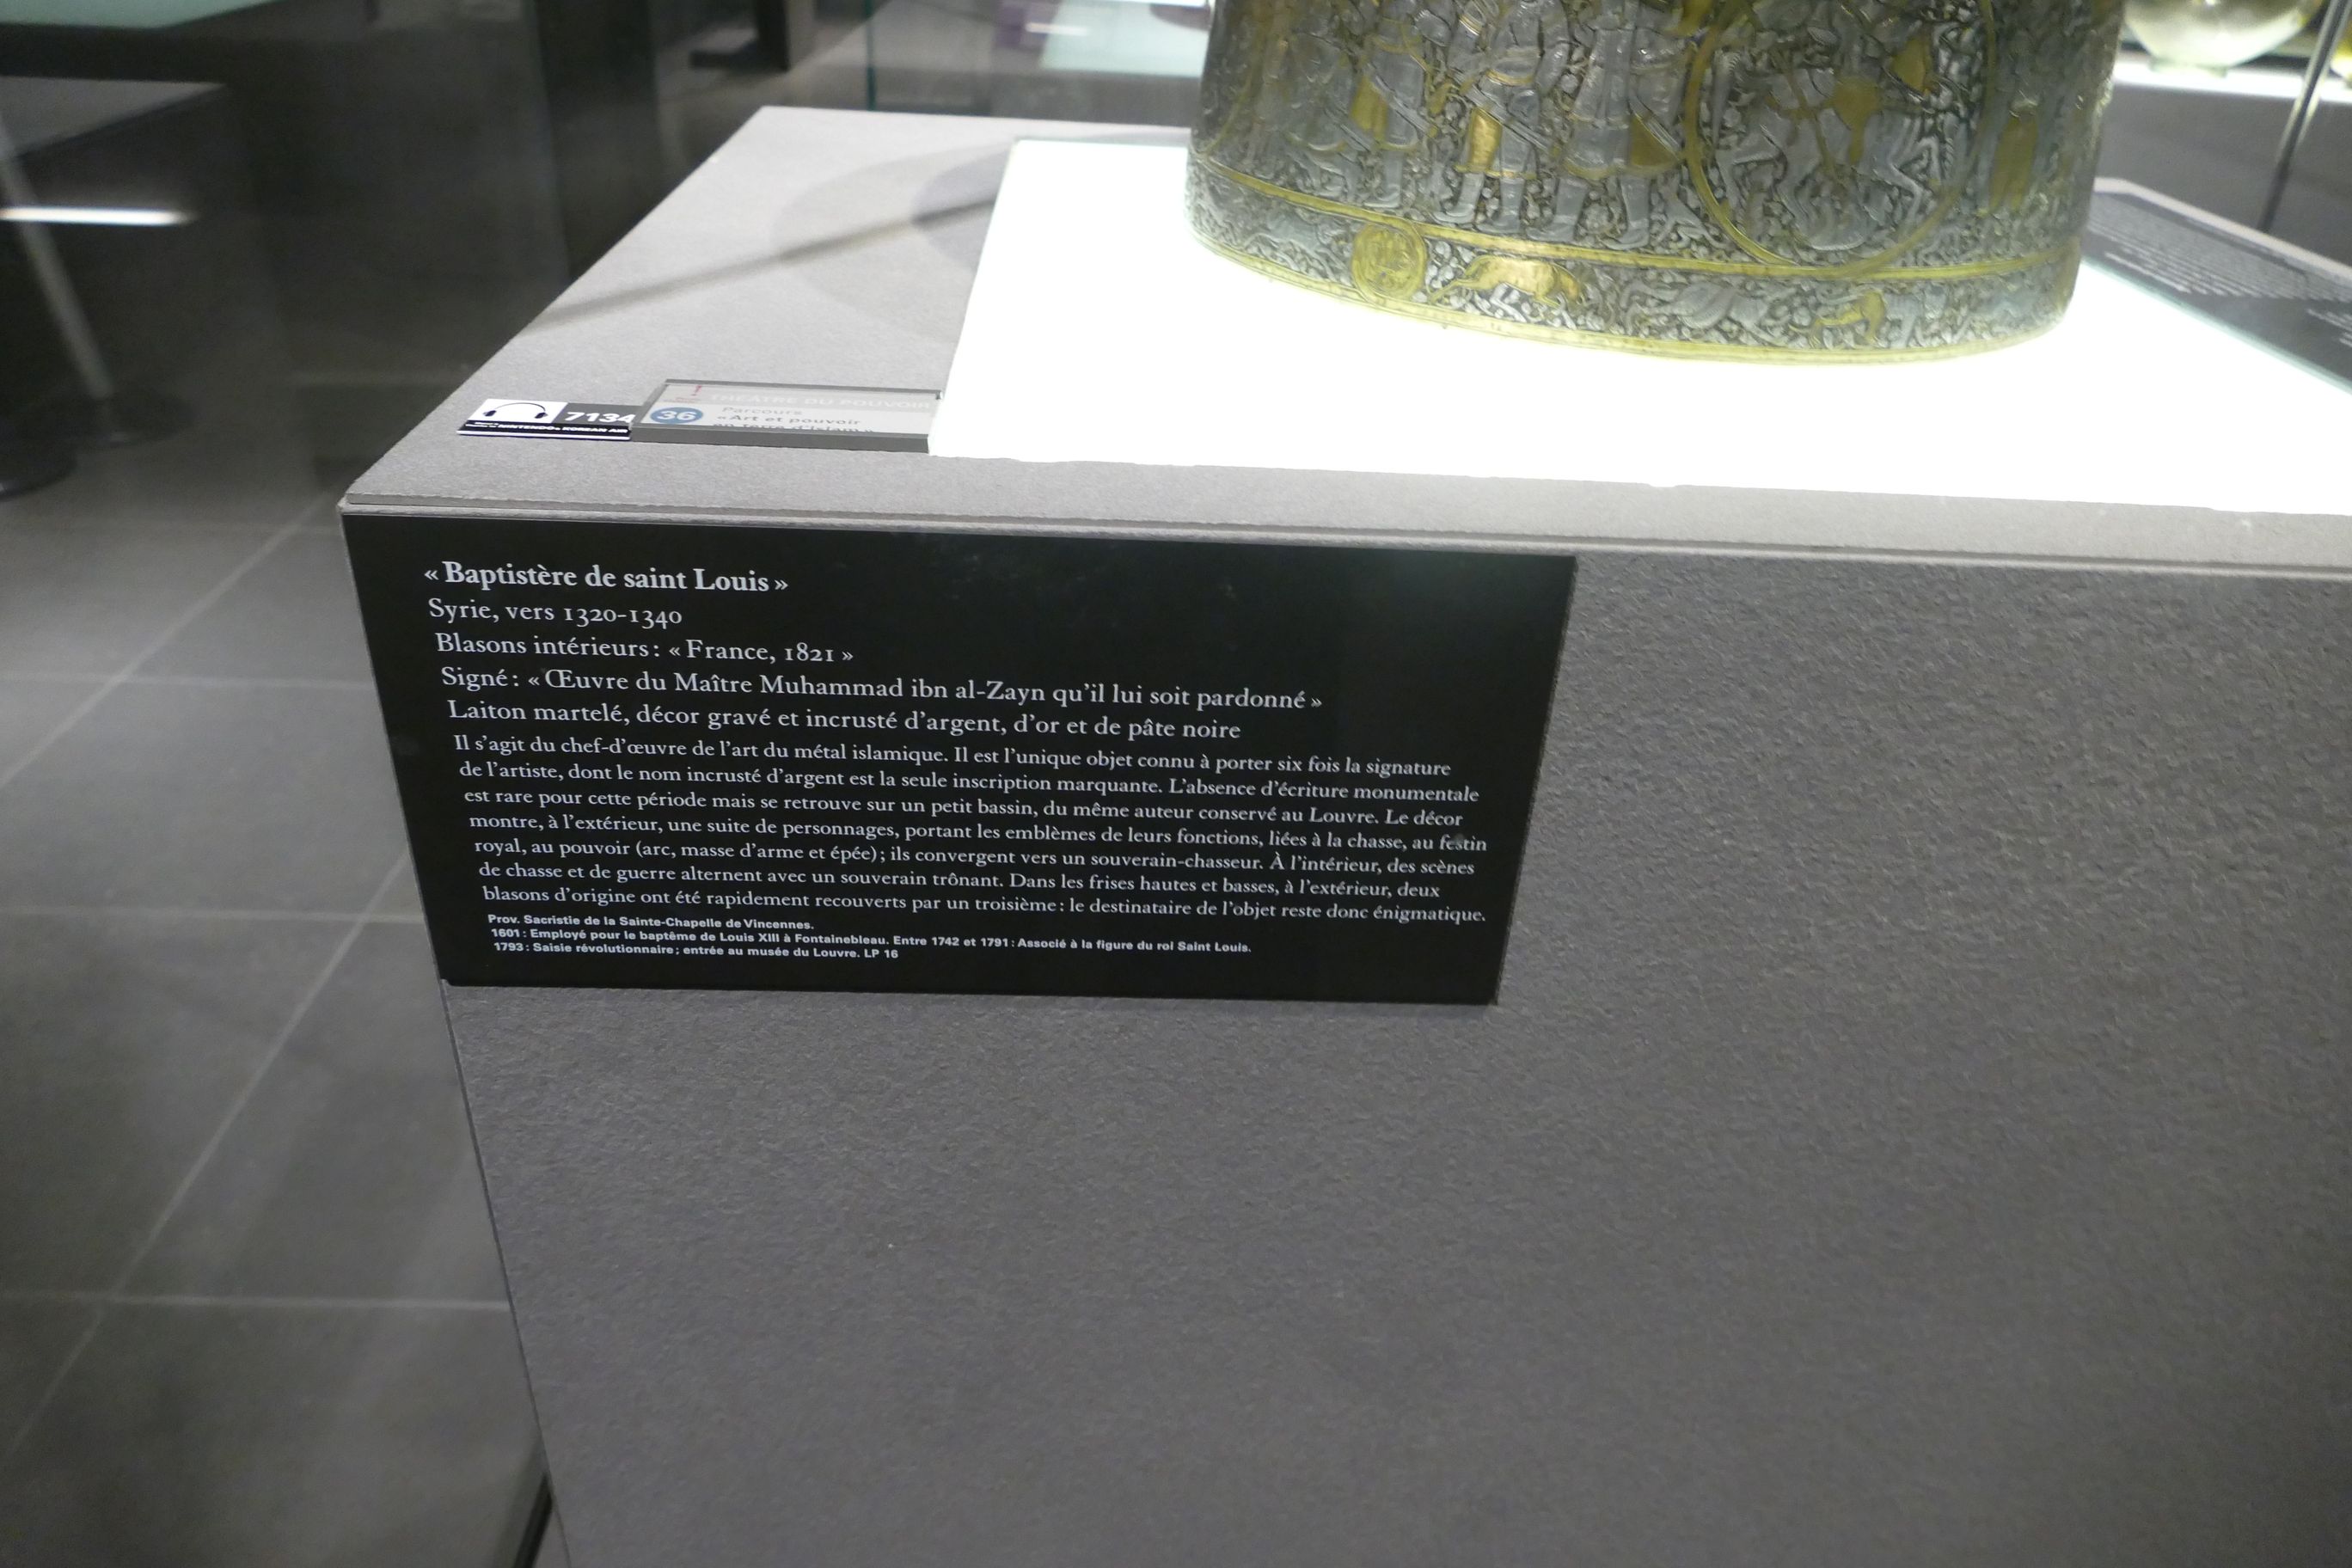 7134
NINTENDO & KOREAN AIR
THÉÂTRE DU POUVOIR
36
Parcours
« Art et pouvoir
en terre d'Islam »
« Baptistère de saint Louis »
Syrie, vers 1320-1340
Blasons intérieurs : « France, 1821 »
Signé : « Œuvre du Maître Muhammad ibn al-Zayn qu'il lui soit pardonné »
Laiton martelé, décor gravé et incrusté d'argent, d'or et de pâte noire
Il s'agit du chef-d'œuvre de l'art du métal islamique. Il est l'unique objet connu à porter six fois la signature
de l'artiste, dont le nom incrusté d'argent est la seule inscription marquante. L'absence d'écriture monumentale
est rare pour cette période mais se retrouve sur un petit bassin, du même auteur conservé au Louvre. Le décor
montre, à l'extérieur, une suite de personnages, portant les emblèmes de leurs fonctions, liées à la chasse, au festin
royal, au pouvoir (arc, masse d'arme et épée) ; ils convergent vers un souverain-chasseur. À l'intérieur, des scènes
de chasse et de guerre alternent avec un souverain trônant. Dans les frises hautes et basses, à l'extérieur, deux
blasons d'origine ont été rapidement recouverts par un troisième : le destinataire de l'objet reste donc énigmatique.
Prov. Sacristie de la Sainte-Chapelle de Vincennes.
1601 : Employé pour le baptême de Louis XIII à Fontainebleau. Entre 1742 et 1791 : Associé à la figure du roi Saint Louis.
1793 : Saisie révolutionnaire ; entrée au musée du Louvre. LP 16